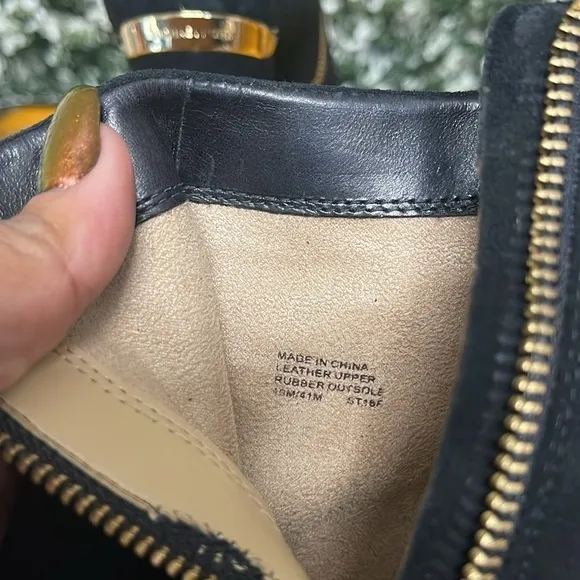 MADE IN CHINA
LEATHER UPPER
RUBBER OUTSOLE
10M/41M ST16F